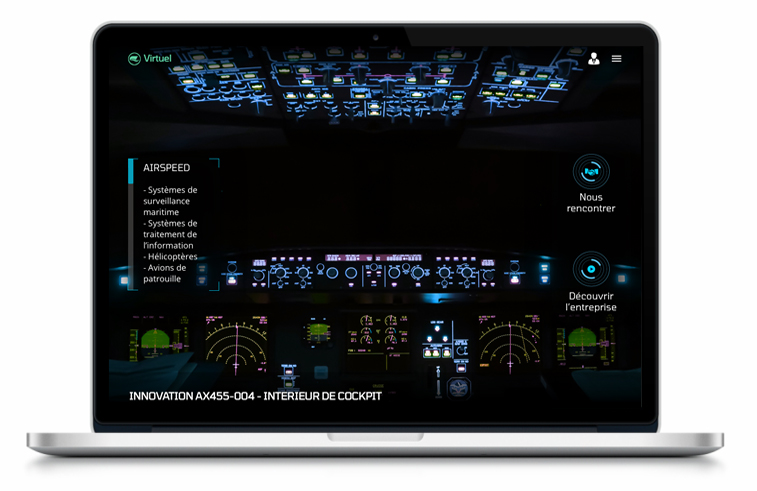 Virtuel
AIRSPEED
- Systèmes de
surveillance
maritime
- Systèmes de
traitement de
l'information
- Hélicoptères
- Avions de
patrouille
Nous
rencontrer
Découvrir
l'entreprise
INNOVATION AX455-004 - INTERIEUR DE COCKPIT